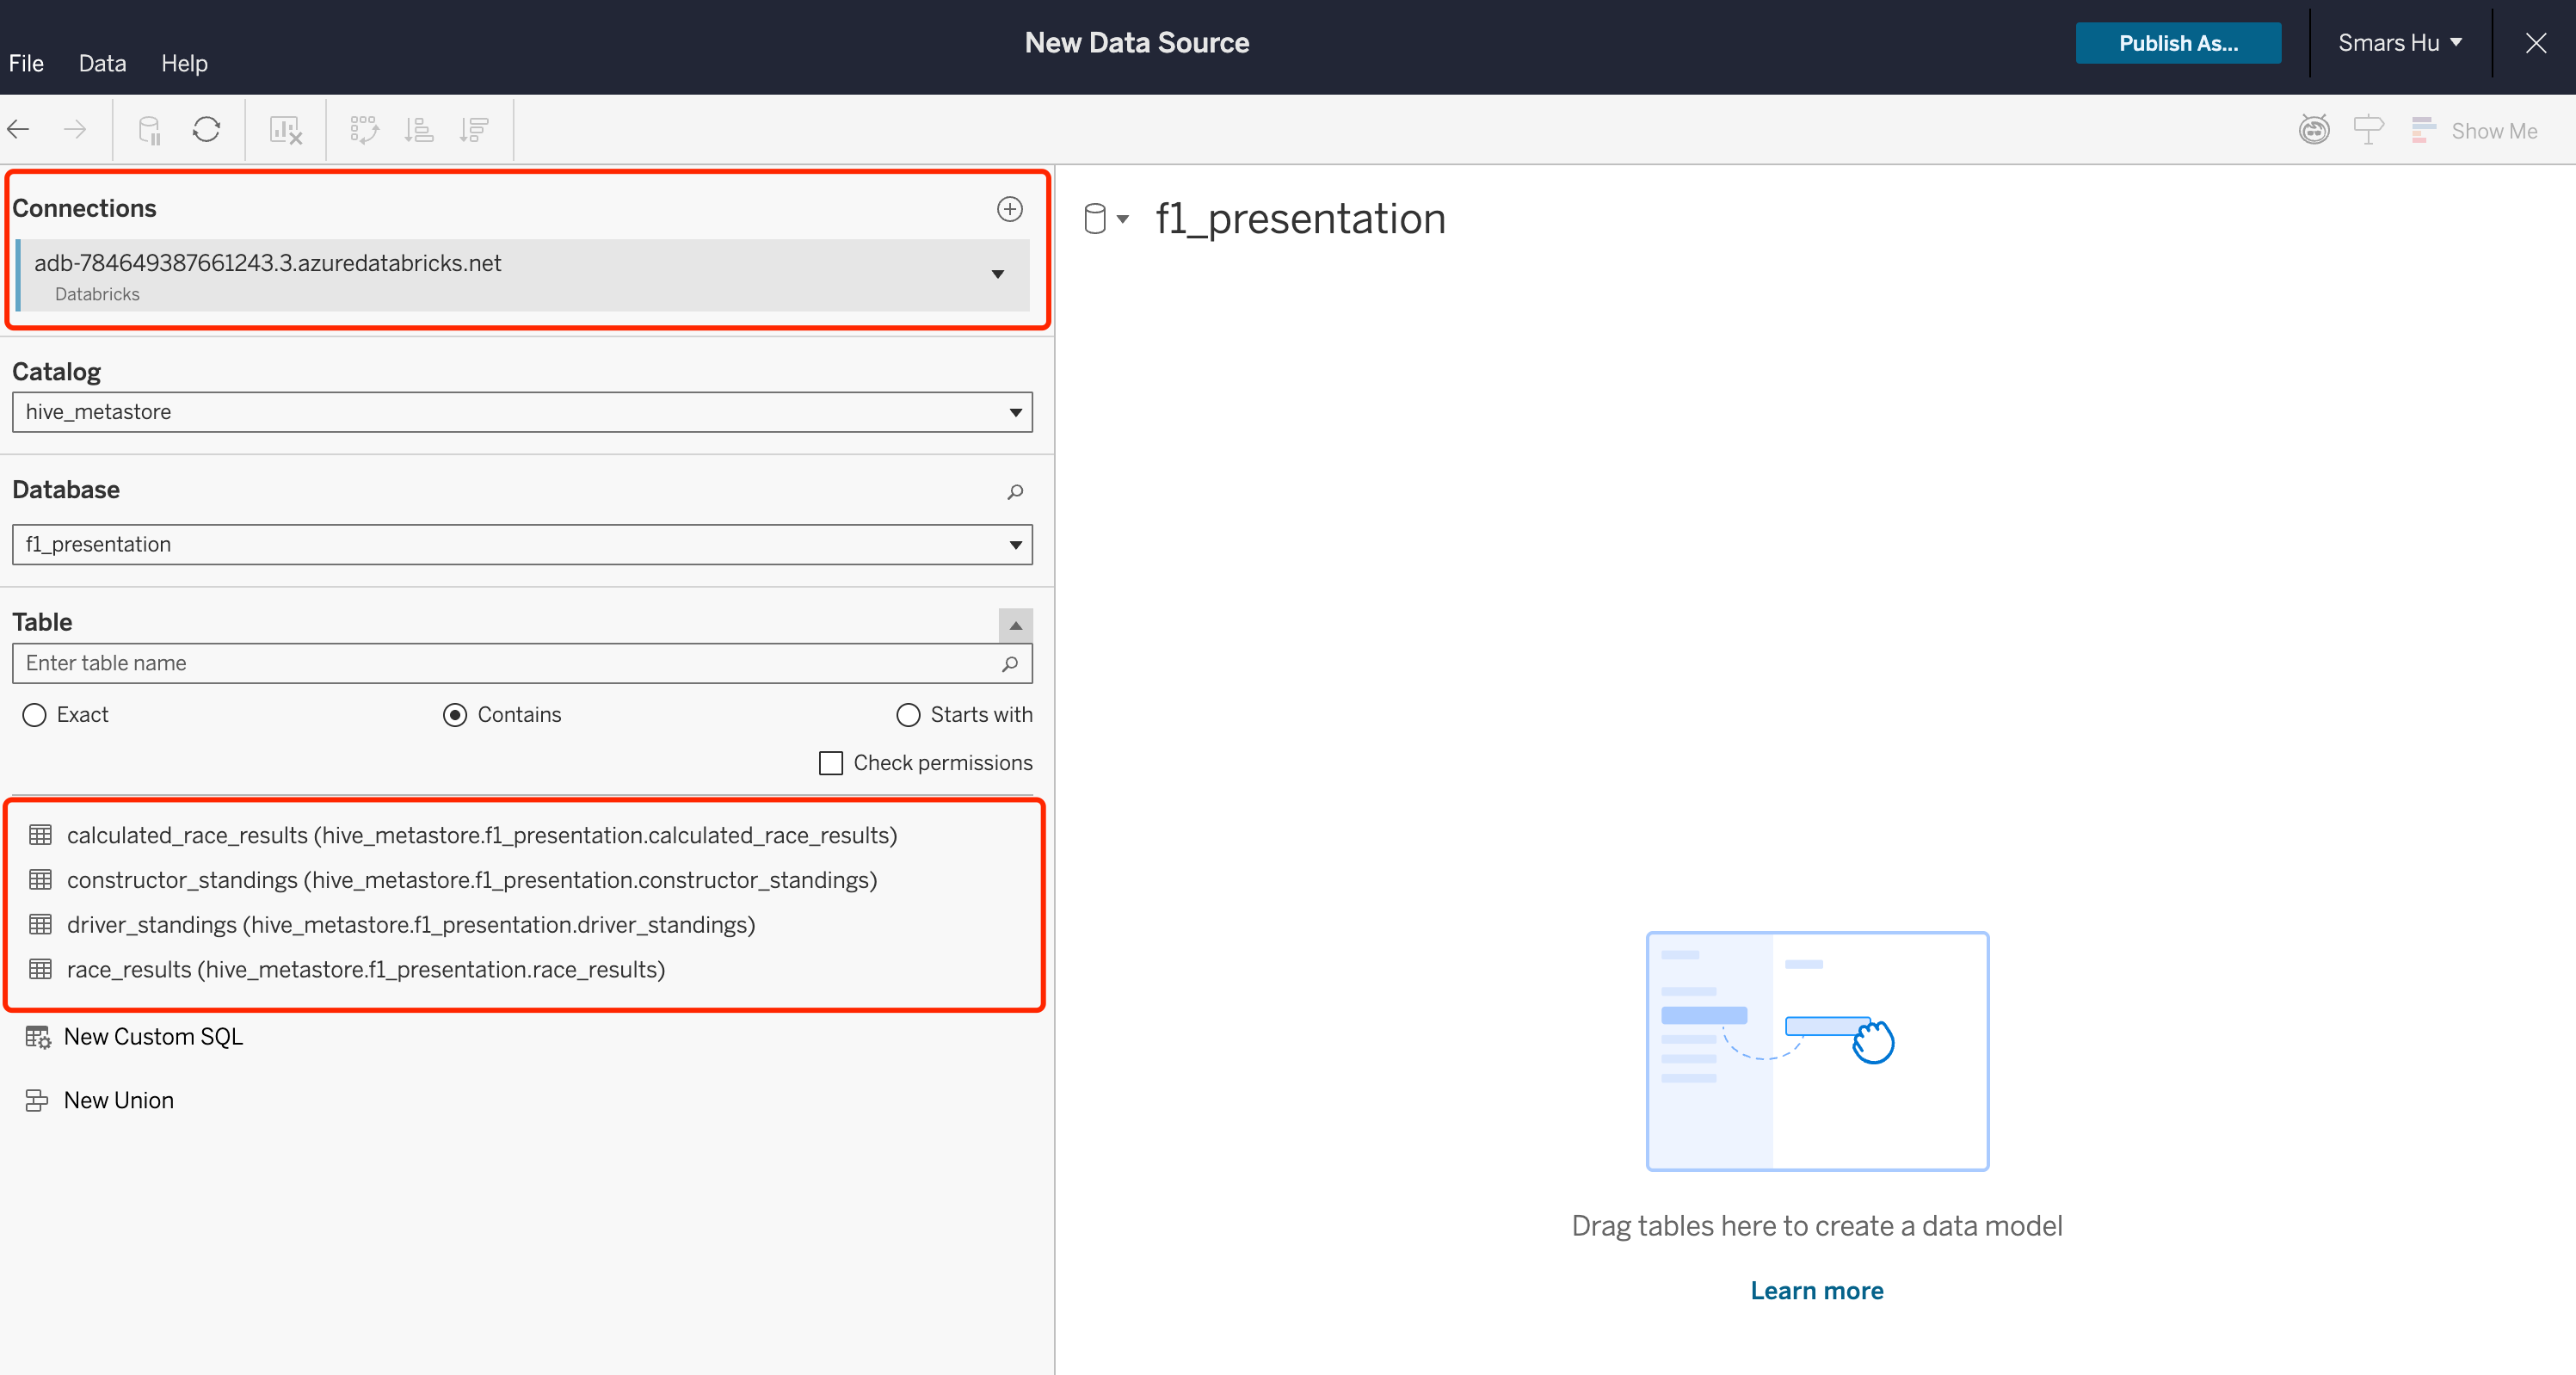 New Data Source
Publish As...
Smars Hu
File Data Help
Show Me
Connections
adb-784649387661243.3.azuredatabricks.net
Databricks
f1_presentation
Catalog
hive_metastore
Database
f1_presentation
Table
Enter table name
Exact Contains Starts with
Check permissions
calculated_race_results (hive_metastore.f1_presentation.calculated_race_results)
constructor_standings (hive_metastore.f1_presentation.constructor_standings)
driver_standings (hive_metastore.f1_presentation.driver_standings)
race_results (hive_metastore.f1_presentation.race_results)
New Custom SQL
New Union
Drag tables here to create a data model
Learn more